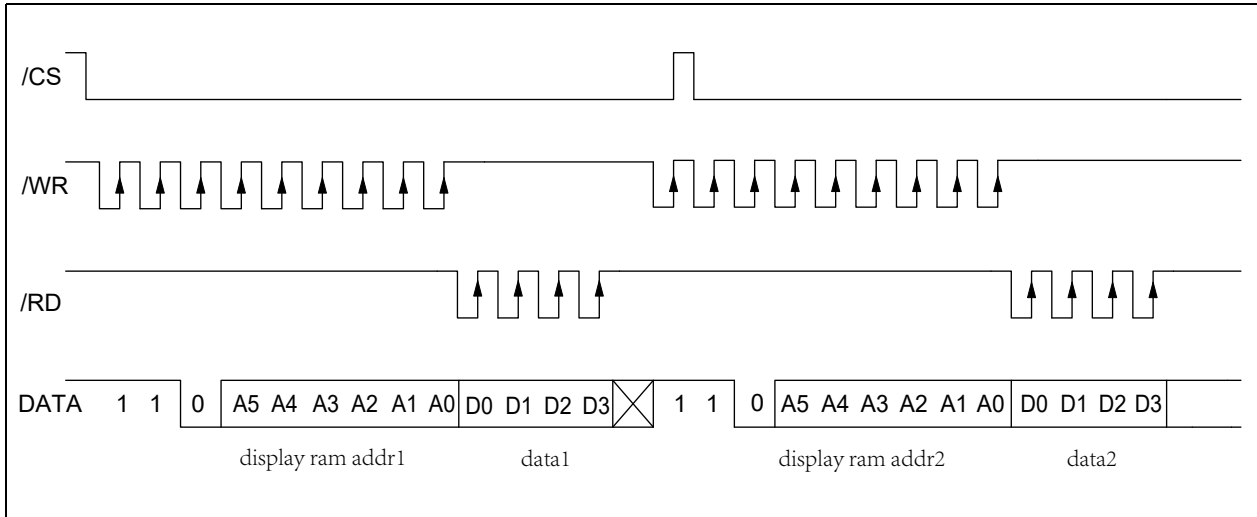 /CS
/WR
/RD
DATA 1 1 0 A5 A4 A3 A2 A1 A0 D0 D1 D2 D3 1 1 0 A5 A4 A3 A2 A1 A0 D0 D1 D2 D3
display ram addr1 data1 display ram addr2 data2